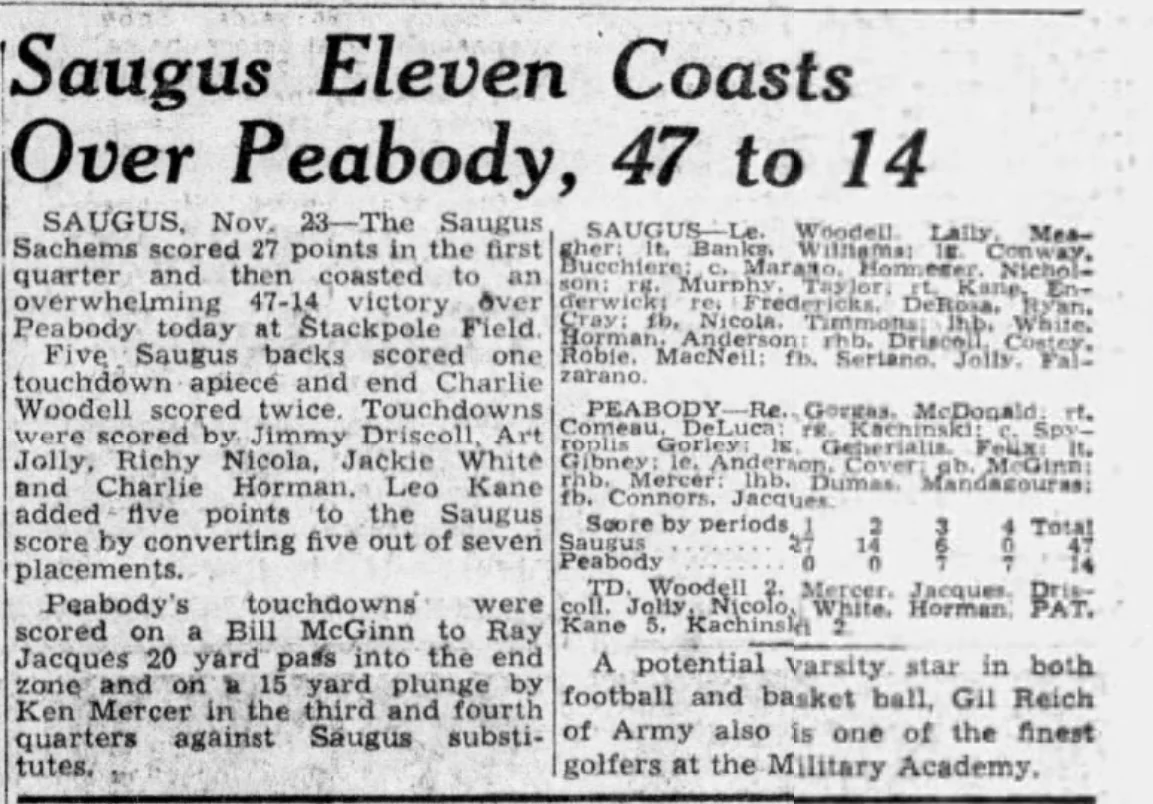 Saugus Eleven Coasts
Over Peabody, 47 to 14
SAUGUS, Nov. 23—The Saugus
Sachems scored 27 points in the first
quarter and then coasted to an
overwhelming 47-14 victory over
Peabody today at Stackpole Field.
Five Saugus backs scored one
touchdown apiece and end Charlie
Woodell scored twice. Touchdowns
were scored by Jimmy Driscoll, Art
Jolly, Richy Nicola, Jackie White
and Charlie Horman. Leo Kane
added five points to the Saugus
score by converting five out of seven
placements.
Peabody's touchdowns were
scored on a Bill McGinn to Ray
Jacques 20 yard pass into the end
zone and on a 15 yard plunge by
Ken Mercer in the third and fourth
quarters against Saugus substi-
tutes.
SAUGUS—Le. Woodell. Lally, Mea-
gher; lt. Banks, Williams; lg. Conway,
Bucchiere; c. Marano, Honneger, Nichol-
son; rg. Murphy, Taylor; rt. Kane, En-
derwick; re. Fredericks, DeRosa, Ryan,
Cray; fb. Nicola, Timmons; lhb. White,
Horman, Anderson; rhb. Driscoll, Costey,
Robie, MacNeil; fb. Seriano, Jolly, Fal-
zarano.
PEABODY—Re. Gorgas, McDonald; rt.
Comeau, DeLuca; rg. Kachinski; c. Spy-
roplis Gorley; lg. Felix; lt.
Gibney; le. Anderson, Cover; qb. McGinn;
rhb. Mercer; lhb. Dumas, Mandagouras;
fb. Connors, Jacques.
Score by periods 1 2 3 4 Total
Saugus ......... 27 14 6 0 47
Peabody ........ 0 0 7 7 14
TD. Woodell 2, Mercer, Jacques, Dris-
coll, Jolly, Nicolo, White, Horman. PAT.
Kane 5, Kachinski 2
A potential varsity star in both
football and basket ball, Gil Reich
of Army also is one of the finest
golfers at the Military Academy.